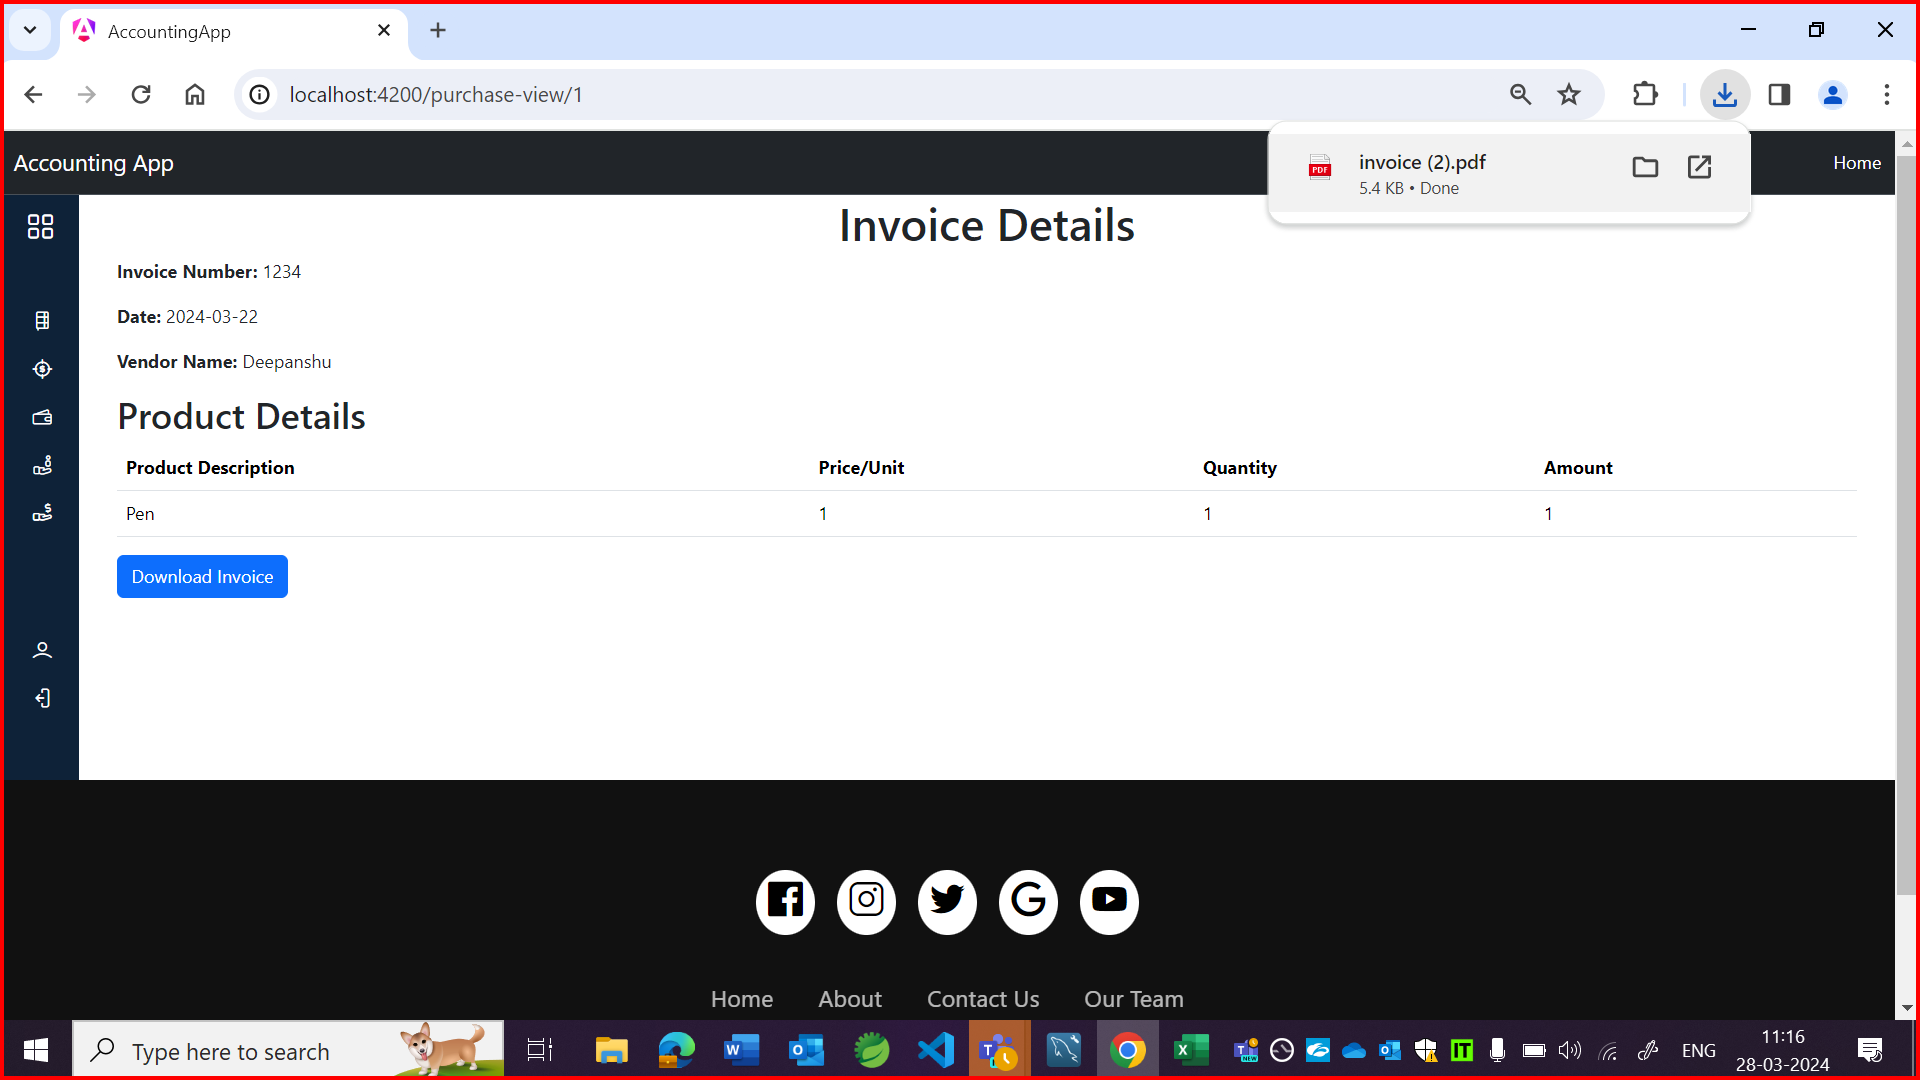 AccountingApp
localhost:4200/purchase-view/1
invoice (2).pdf
5.4 KB • Done
Accounting App
Home
Invoice Details
Invoice Number: 1234
Date: 2024-03-22
Vendor Name: Deepanshu
Product Details
Product Description Price/Unit Quantity Amount
Pen 1 1 1
Download Invoice
Home About Contact Us Our Team
Type here to search
ENG
11:16
28-03-2024